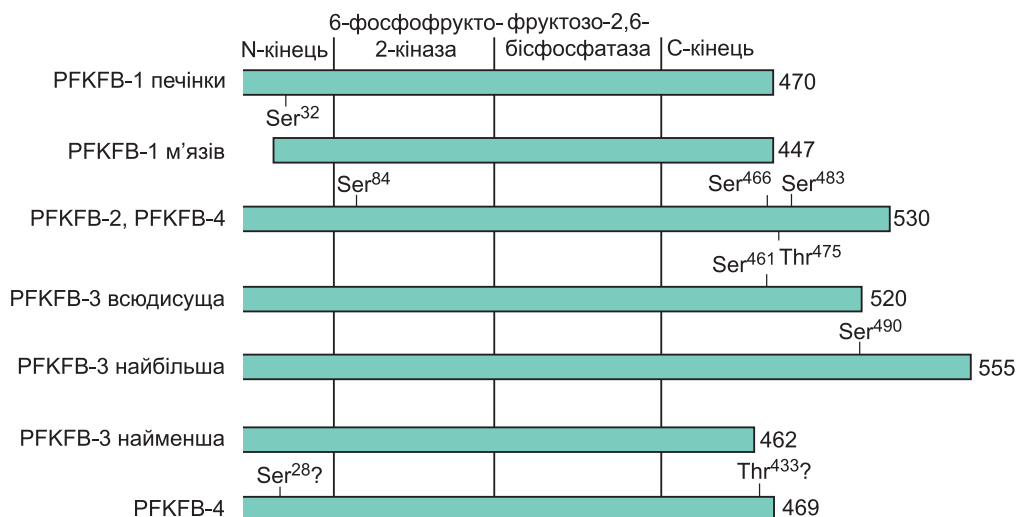 6-фосфофрукто- фруктозо-2,6-
N-кінець 2-кіназа бісфосфатаза C-кінець
PFKFB-1 печінки 470
Ser32
PFKFB-1 м’язів 447
Ser84 Ser466 Ser483
PFKFB-2, PFKFB-4 530
Ser461 Thr475
PFKFB-3 всюдисуща 520
Ser490
PFKFB-3 найбільша 555
PFKFB-3 найменша 462
Ser28? Thr433?
PFKFB-4 469